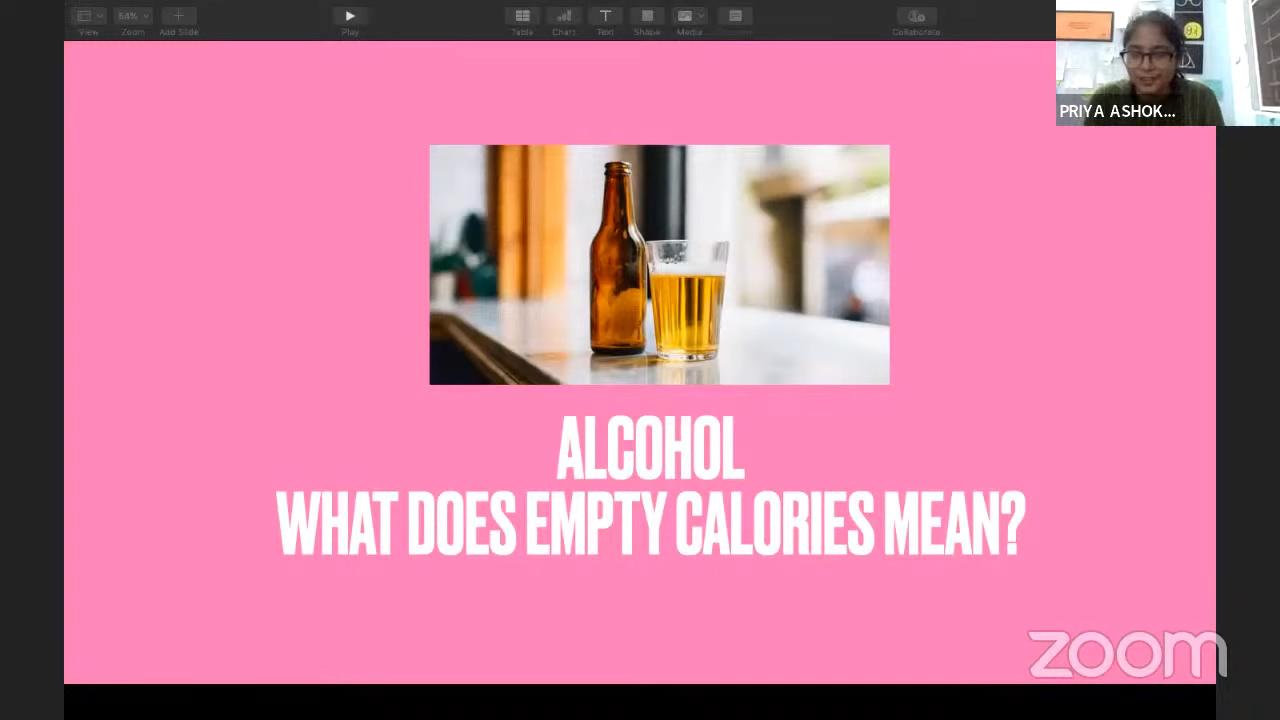 View
54%
Zoom
Add Slide
Play
Table
Chart
Text
Shape
Media
Collaborate
PRIYA ASHOK...
ALCOHOL
WHAT DOES EMPTY CALORIES MEAN?
zoom